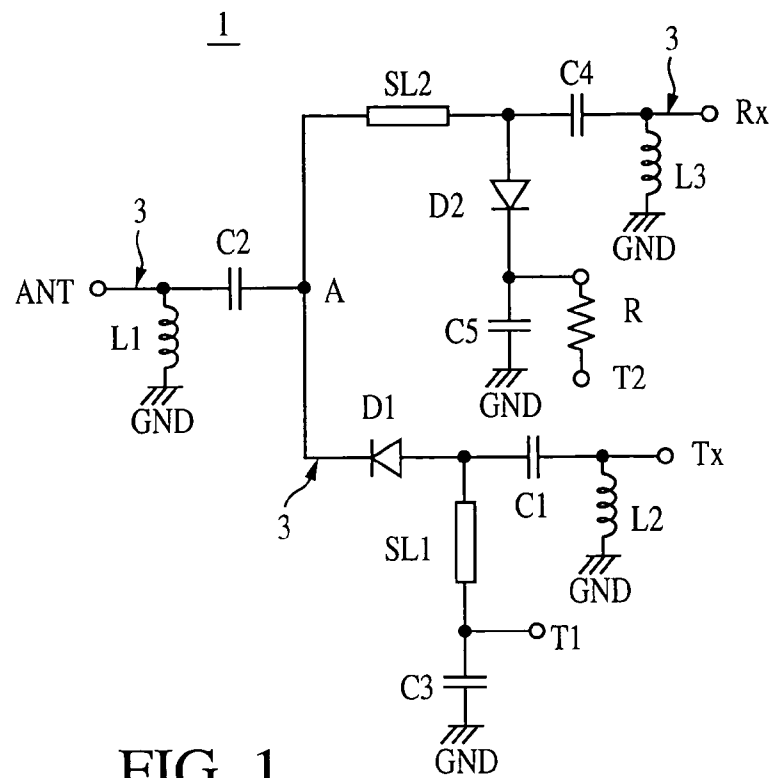 1
3
C4
SL2
Rx
L3
D2
GND
3
C2
ANT
A
R
L1
C5
T2
GND
D1
GND
Tx
C1
3
L2
SL1
GND
T1
C3
GND
FIG. 1